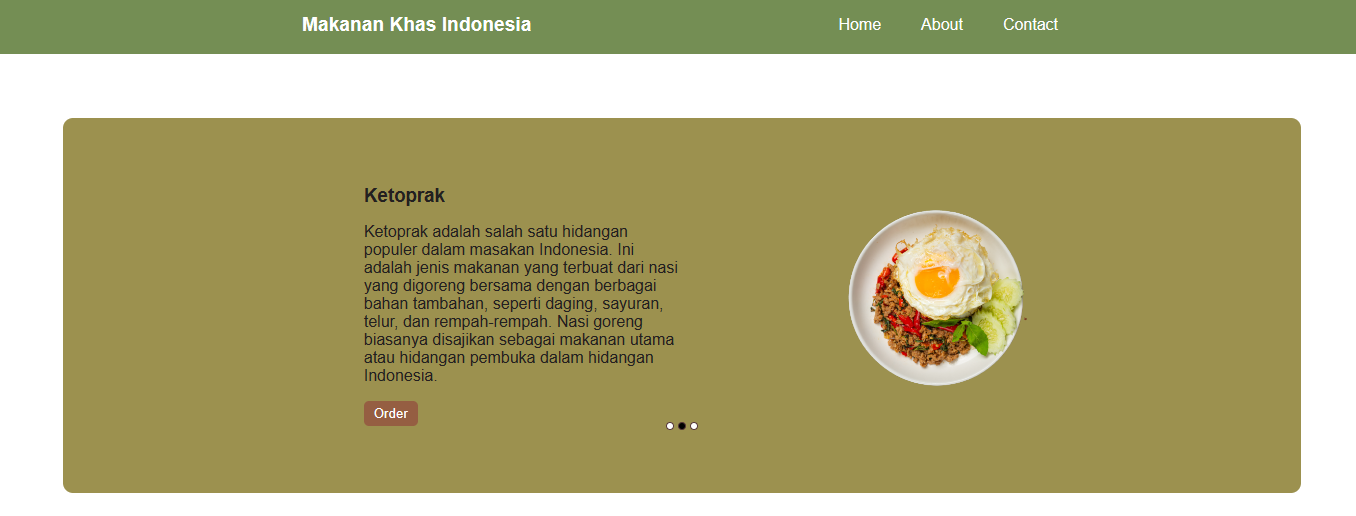 Makanan Khas Indonesia
Home About Contact
Ketoprak
Ketoprak adalah salah satu hidangan
populer dalam masakan Indonesia. Ini
adalah jenis makanan yang terbuat dari nasi
yang digoreng bersama dengan berbagai
bahan tambahan, seperti daging, sayuran,
telur, dan rempah-rempah. Nasi goreng
biasanya disajikan sebagai makanan utama
atau hidangan pembuka dalam hidangan
Indonesia.
Order